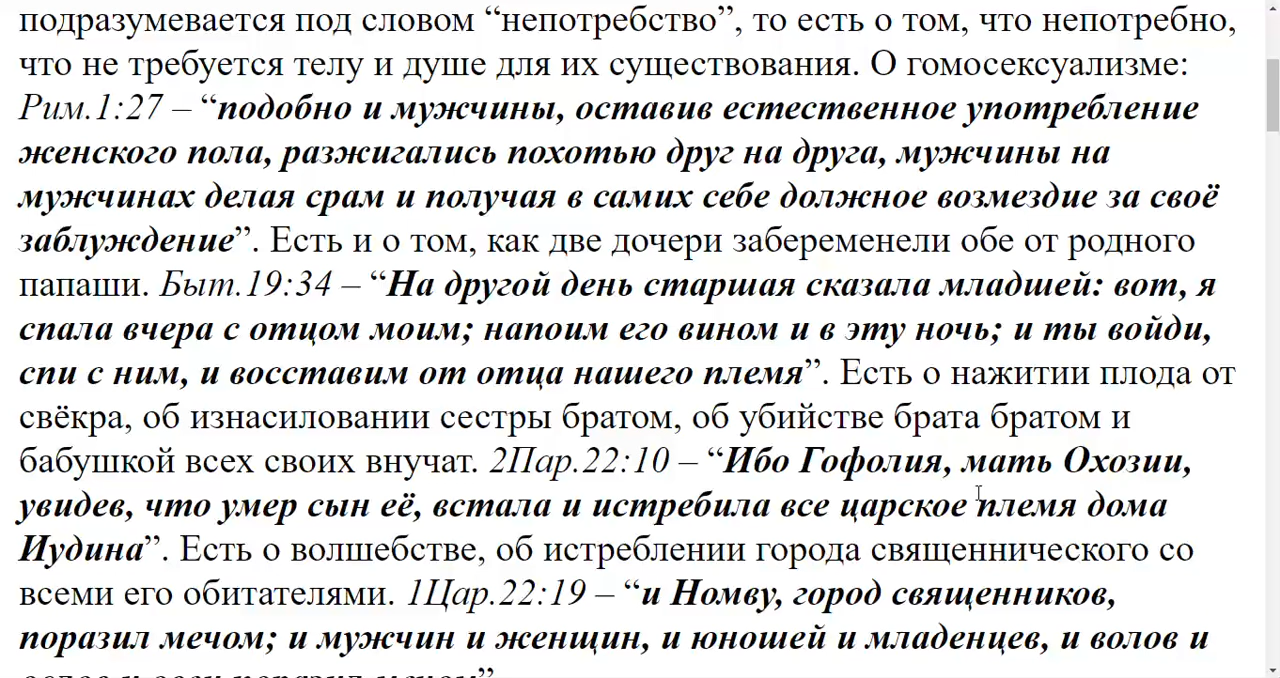 подразумевается под словом “непотребство”, то есть о том, что непотребно,
что не требуется телу и душе для их существования. О гомосексуализме:
Рим.1:27 – “подобно и мужчины, оставив естественное употребление
женского пола, разжигались похотью друг на друга, мужчины на
мужчинах делая срам и получая в самих себе должное возмездие за своё
заблуждение”. Есть и о том, как две дочери забеременели обе от родного
папаши. Быт.19:34 – “На другой день старшая сказала младшей: вот, я
спала вчера с отцом моим; напоим его вином и в эту ночь; и ты войди,
спи с ним, и восставим от отца нашего племя”. Есть о нажитии плода от
свёкра, об изнасиловании сестры братом, об убийстве брата братом и
бабушкой всех своих внучат. 2Пар.22:10 – “Ибо Гофолия, мать Охозии,
увидев, что умер сын её, встала и истребила все царское племя дома
Иудина”. Есть о волшебстве, об истреблении города священнического со
всеми его обитателями. 1Цар.22:19 – “и Номву, город священников,
поразил мечом; и мужчин и женщин, и юношей и младенцев, и волов и